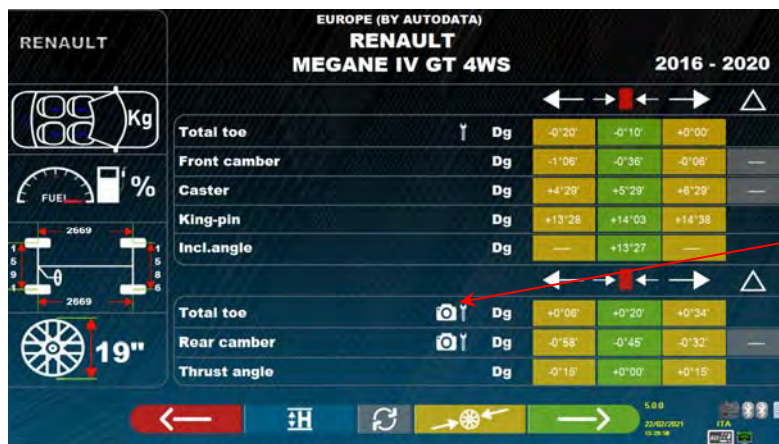 EUROPE (BY AUTODATA)
RENAULT
RENAULT
MEGANE IV GT 4WS
2016 - 2020
Kg
Total toe Dg -0°20' -0°10' +0°00'
Front camber Dg -1°06' -0°36' -0°06' ---
Caster Dg +4°29' +5°29' +6°29' ---
King-pin Dg +13°28 +14°03 +14°38
Incl.angle Dg --- +13°27 ---
FUEL %
2669
1591
1586
2669
Total toe Dg +0°06' +0°20' +0°34'
Rear camber Dg -0°58' -0°45' -0°32' ---
Thrust angle Dg -0°15' +0°00' +0°15'
19"
H
5.0.0
22/02/2021
ITA